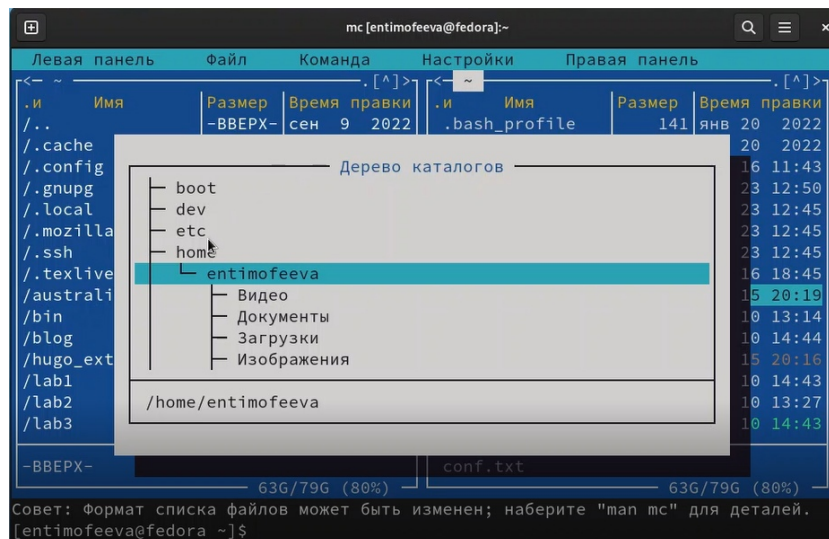 mc [entimofeeva@fedora]:~
Левая панель Файл Команда Настройки Правая панель
<— ~ .[^]> <— ~ .[^]>
.и Имя Размер Время правки .и Имя Размер Время правки
/.. -ВВЕРХ- сен 9 2022 .bash_profile 141 янв 20 2022
/.cache 20 2022
/.config Дерево каталогов 16 11:43
/.gnupg boot 23 12:50
/.local dev 23 12:45
/.mozilla etc 23 12:45
/.ssh home 23 12:45
/.texlive entimofeeva 16 18:45
/australi Видео 15 20:19
/bin Документы 10 13:14
/blog Загрузки 10 14:44
/hugo_ext Изображения 15 20:16
/lab1 10 14:43
/lab2 /home/entimofeeva 10 13:27
/lab3 10 14:43
-ВВЕРХ- conf.txt
63G/79G (80%) 63G/79G (80%)
Совет: Формат списка файлов может быть изменен; наберите "man mc" для деталей.
[entimofeeva@fedora ~]$